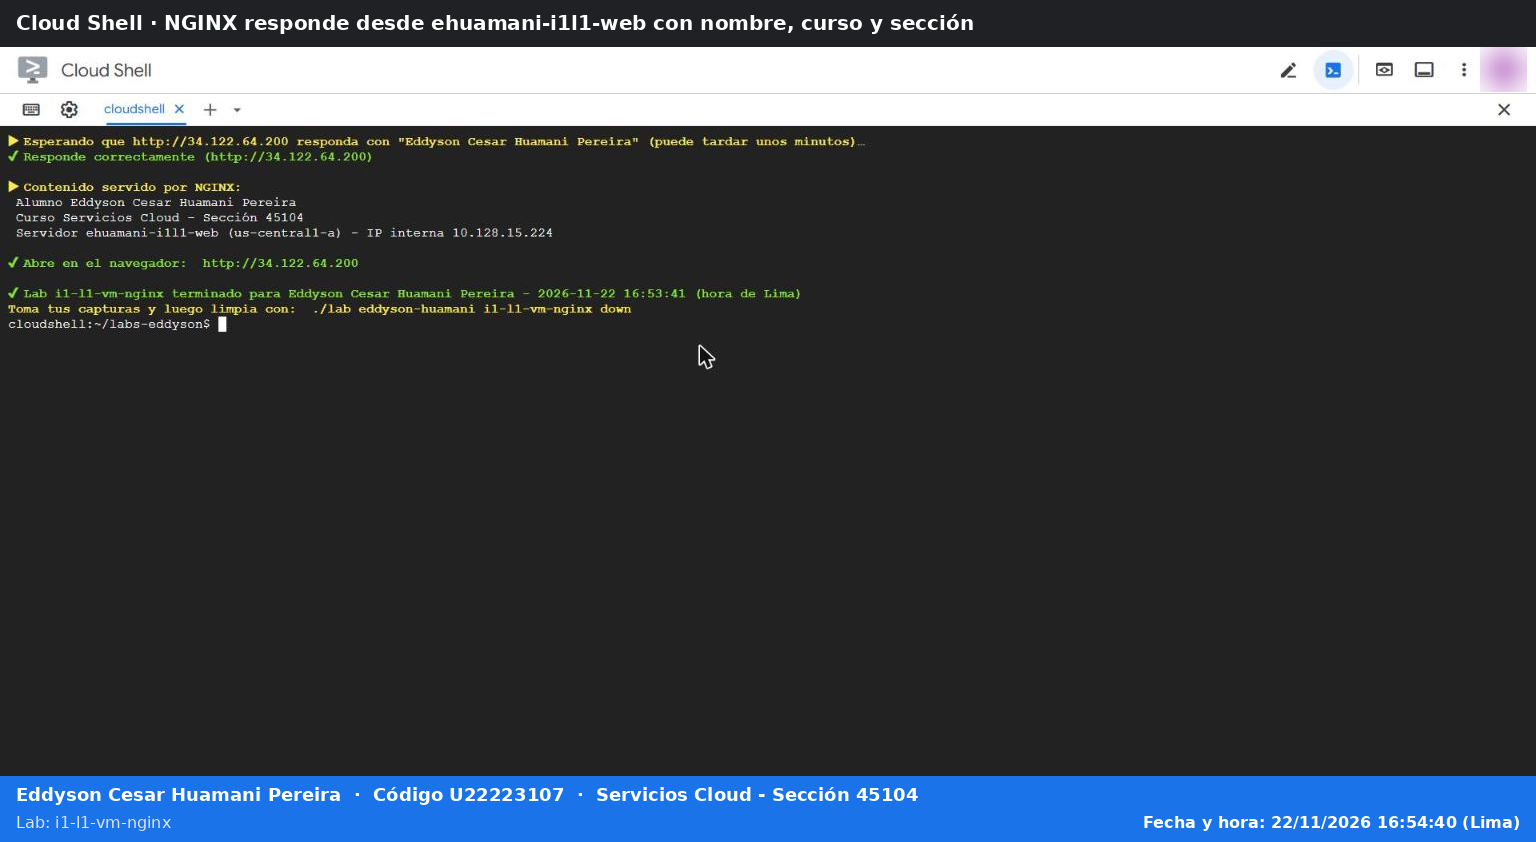 Cloud Shell · NGINX responde desde ehuamani-i1l1-web con nombre, curso y sección
Cloud Shell
cloudshell
▶ Esperando que http://34.122.64.200 responda con "Eddyson Cesar Huamani Pereira" (puede tardar unos minutos)…
✔ Responde correctamente (http://34.122.64.200)
▶ Contenido servido por NGINX:
Alumno Eddyson Cesar Huamani Pereira
Curso Servicios Cloud - Sección 45104
Servidor ehuamani-i1l1-web (us-central1-a) - IP interna 10.128.15.224
✔ Abre en el navegador: http://34.122.64.200
✔ Lab i1-l1-vm-nginx terminado para Eddyson Cesar Huamani Pereira - 2026-11-22 16:53:41 (hora de Lima)
Toma tus capturas y luego limpia con: ./lab eddyson-huamani i1-l1-vm-nginx down
cloudshell:~/labs-eddyson$
Eddyson Cesar Huamani Pereira · Código U22223107 · Servicios Cloud - Sección 45104
Lab: i1-l1-vm-nginx
Fecha y hora: 22/11/2026 16:54:40 (Lima)